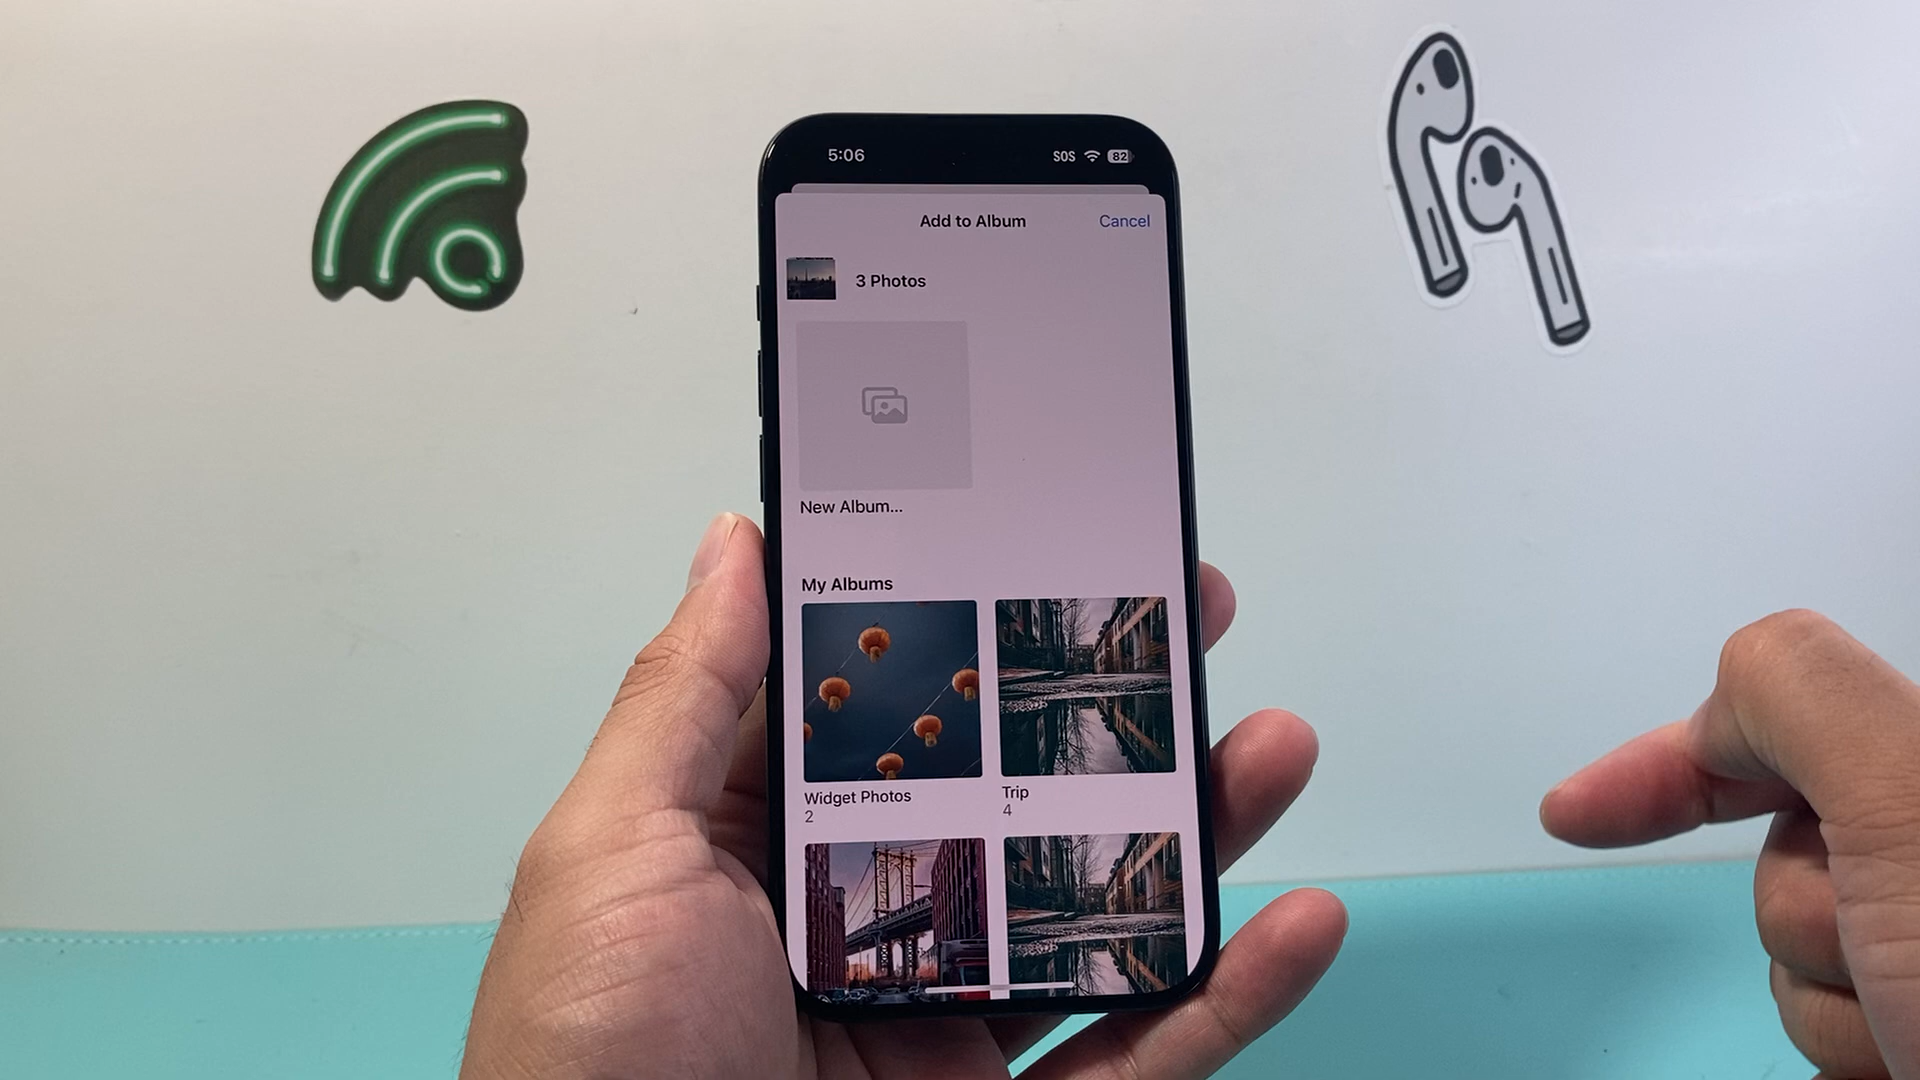 5:06
SOS 82
Add to Album
Cancel
3 Photos
New Album...
My Albums
Widget Photos
2
Trip
4